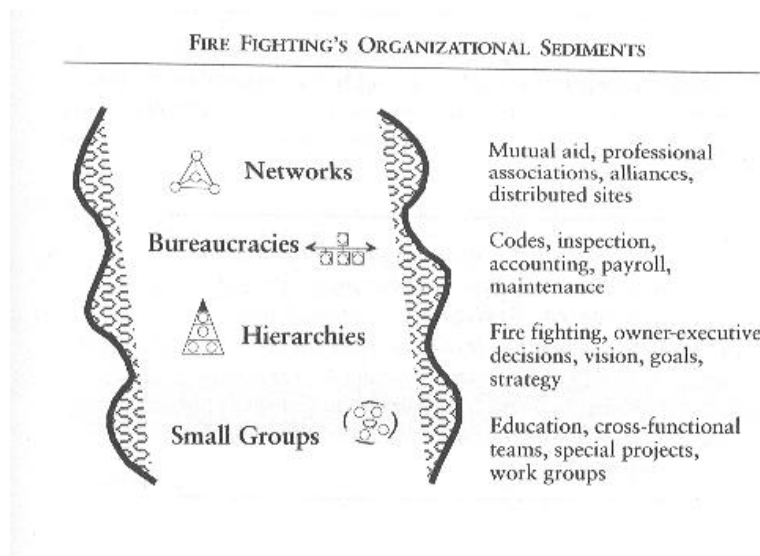 FIRE FIGHTING'S ORGANIZATIONAL SEDIMENTS
Networks
Mutual aid, professional
associations, alliances,
distributed sites
Bureaucracies
Codes, inspection,
accounting, payroll,
maintenance
Hierarchies
Fire fighting, owner-executive
decisions, vision, goals,
strategy
Small Groups
Education, cross-functional
teams, special projects,
work groups